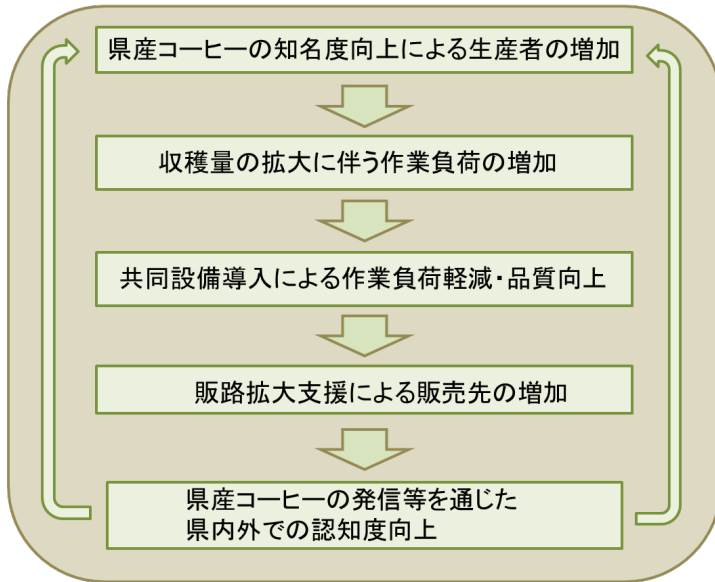 県産コーヒーの知名度向上による生産者の増加
収穫量の拡大に伴う作業負荷の増加
共同設備導入による作業負荷軽減・品質向上
販路拡大支援による販売先の増加
県産コーヒーの発信等を通じた
県内外での認知度向上